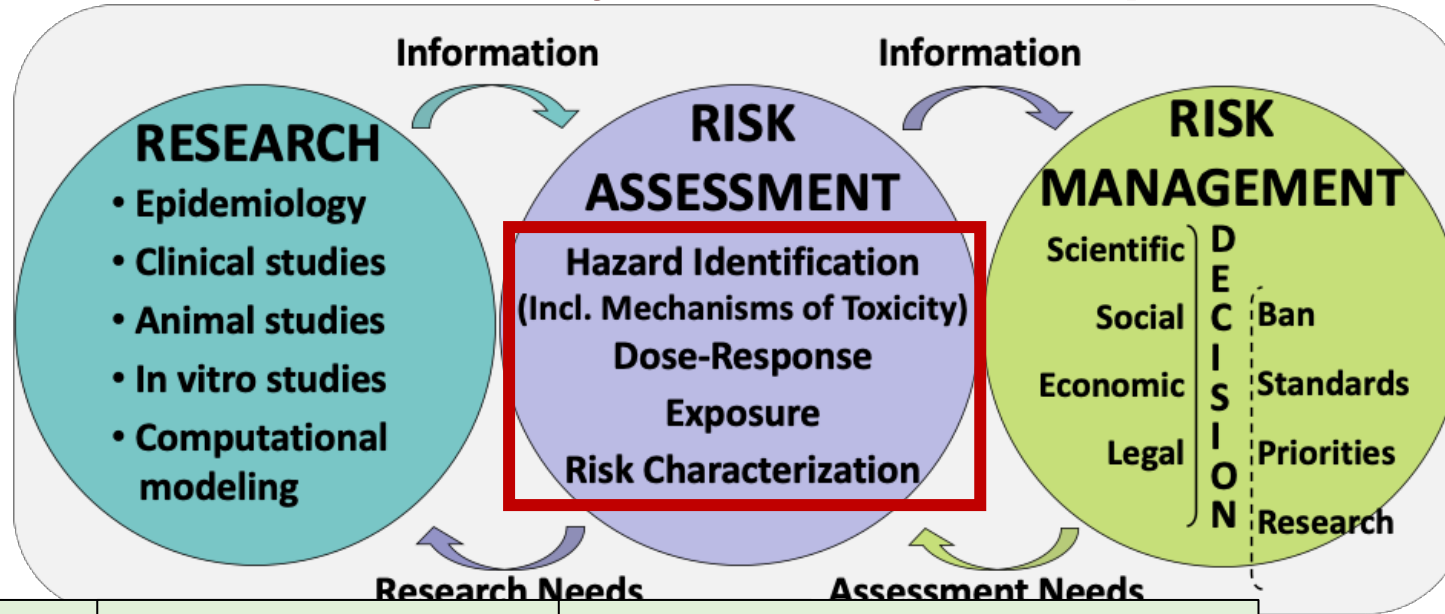 Information
Information
RESEARCH
• Epidemiology
• Clinical studies
• Animal studies
• In vitro studies
• Computational
modeling
RISK
ASSESSMENT
Hazard Identification
(Incl. Mechanisms of Toxicity)
Dose-Response
Exposure
Risk Characterization
RISK
MANAGEMENT
Scientific
Social
Economic
Legal
DECISION
Ban
Standards
Priorities
Research
Research Needs
Assessment Needs